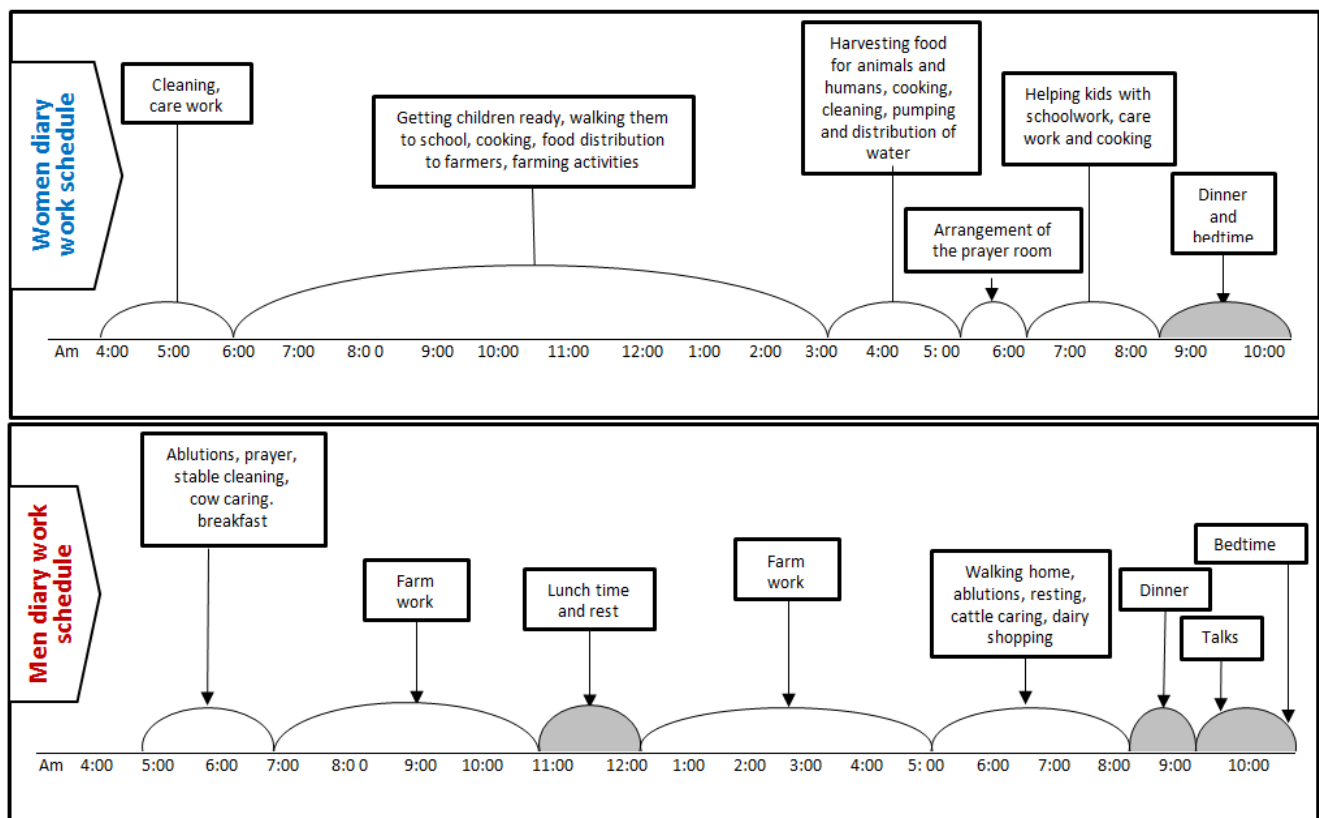 Women diary
work schedule
Cleaning,
care work
Getting children ready, walking them
to school, cooking, food distribution
to farmers, farming activities
Harvesting food
for animals and
humans, cooking,
cleaning, pumping
and distribution of
water
Arrangement of
the prayer room
Helping kids with
schoolwork, care
work and cooking
Dinner
and
bedtime
Am 4:00 5:00 6:00 7:00 8:0 0 9:00 10:00 11:00 12:00 1:00 2:00 3:00 4:00 5: 00 6:00 7:00 8:00 9:00 10:00
Men diary work
schedule
Ablutions, prayer,
stable cleaning,
cow caring.
breakfast
Farm
work
Lunch time
and rest
Farm
work
Walking home,
ablutions, resting,
cattle caring, dairy
shopping
Dinner
Talks
Bedtime
Am 4:00 5:00 6:00 7:00 8:0 0 9:00 10:00 11:00 12:00 1:00 2:00 3:00 4:00 5: 00 6:00 7:00 8:00 9:00 10:00